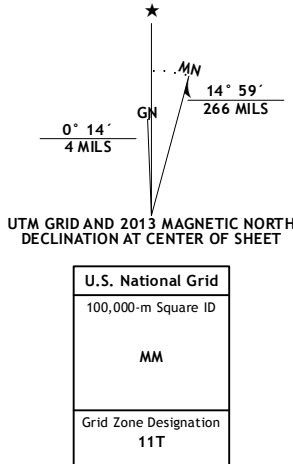 ★
MN
GN
14° 59´
266 MILS
0° 14´
4 MILS
UTM GRID AND 2013 MAGNETIC NORTH
DECLINATION AT CENTER OF SHEET
U.S. National Grid
100,000-m Square ID
MM
Grid Zone Designation
11T